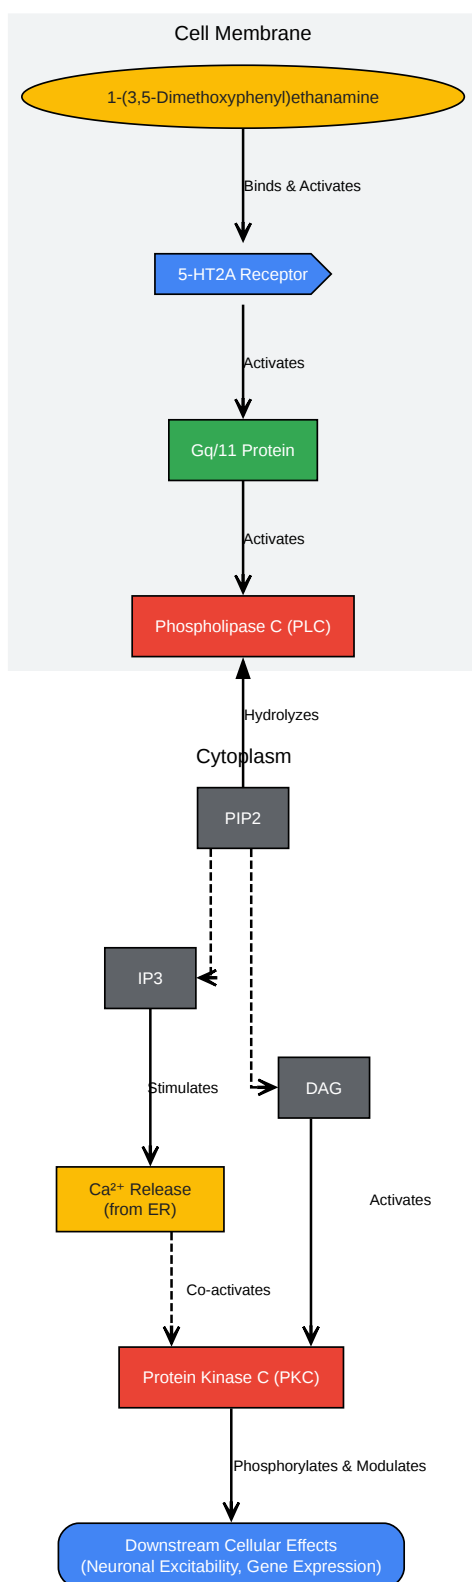 Cell Membrane
1-(3,5-Dimethoxyphenyl)ethanamine
Binds & Activates
5-HT2A Receptor
Activates
Gq/11 Protein
Activates
Phospholipase C (PLC)
Hydrolyzes
Cytoplasm
PIP2
IP3
Stimulates
DAG
Ca²⁺ Release
(from ER)
Activates
Co-activates
Protein Kinase C (PKC)
Phosphorylates & Modulates
Downstream Cellular Effects
(Neuronal Excitability, Gene Expression)